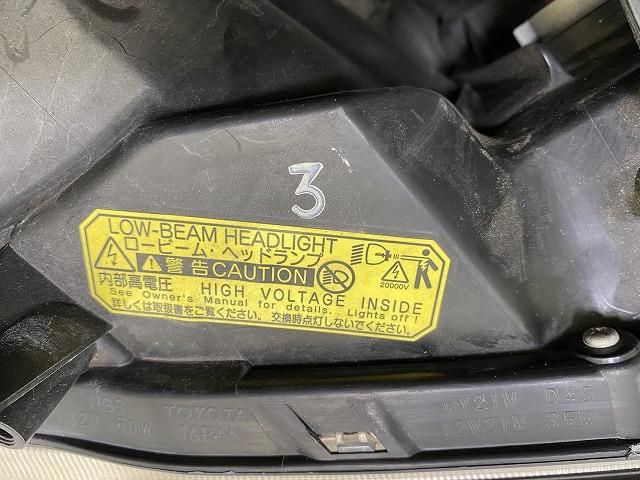 3
LOW-BEAM HEADLIGHT
ロービーム・ヘッドランプ
警告 CAUTION
20000V
内部高電圧 HIGH VOLTAGE INSIDE
See Owner's Manual for details. Lights off!
詳しくは取扱書をご覧ください。 交換時点灯しないでください。
HB3 TOYOTA WY21W D4S
12V 60W JAPAN 12V21W 35W